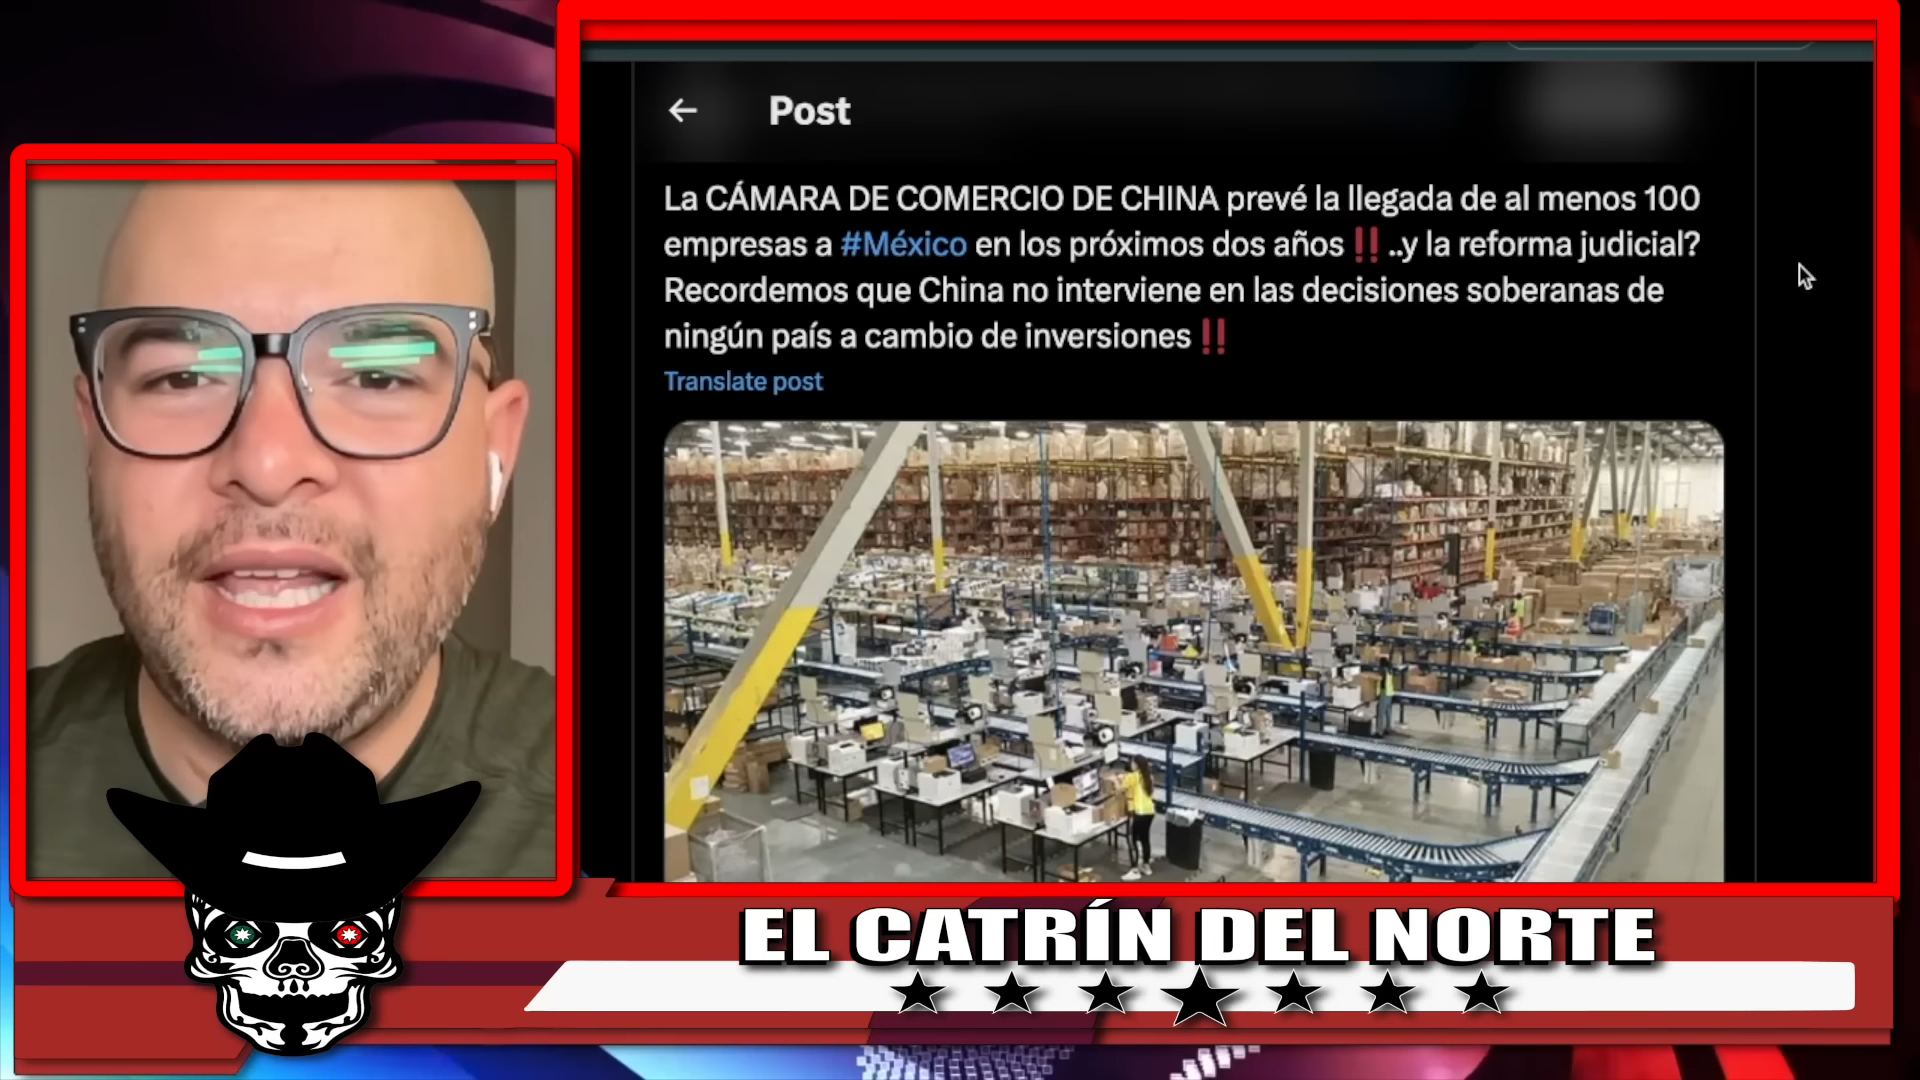 Post
La CÁMARA DE COMERCIO DE CHINA prevé la llegada de al menos 100
empresas a #México en los próximos dos años ‼ ..y la reforma judicial?
Recordemos que China no interviene en las decisiones soberanas de
ningún país a cambio de inversiones ‼
Translate post
EL CATRÍN DEL NORTE